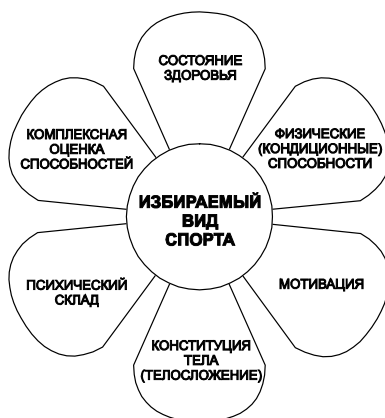 СОСТОЯНИЕ
ЗДОРОВЬЯ
КОМПЛЕКСНАЯ
ОЦЕНКА
СПОСОБНОСТЕЙ
ФИЗИЧЕСКИЕ
(КОНДИЦИОННЫЕ)
СПОСОБНОСТИ
ИЗБИРАЕМЫЙ
ВИД
СПОРТА
ПСИХИЧЕСКИЙ
СКЛАД
МОТИВАЦИЯ
КОНСТИТУЦИЯ
ТЕЛА
(ТЕЛОСЛОЖЕНИЕ)